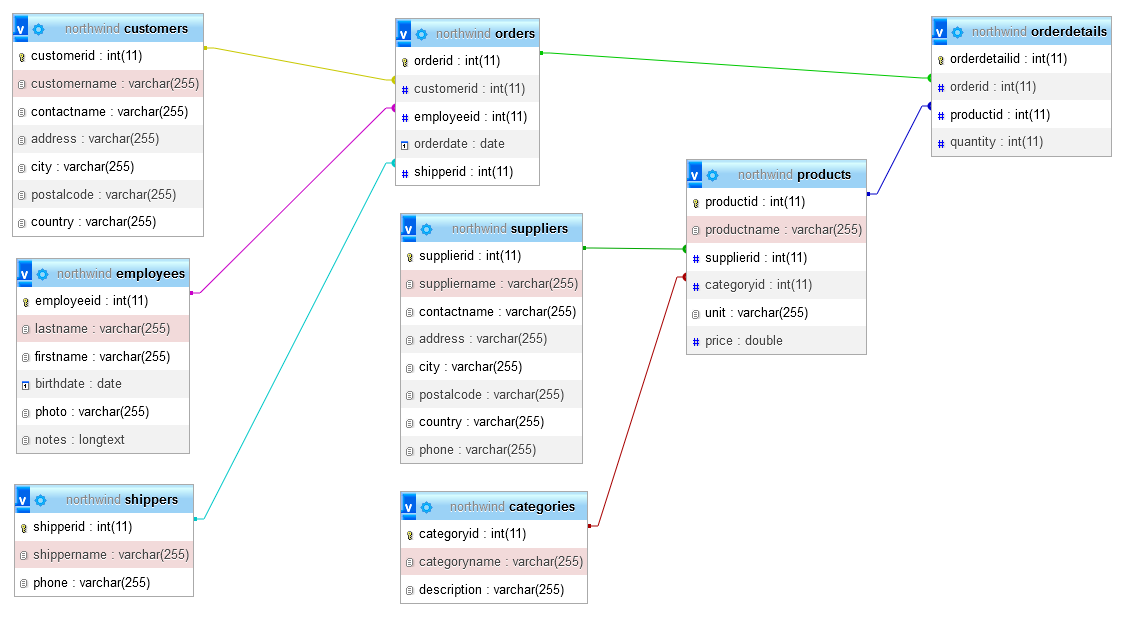 northwind customers
customerid : int(11)
customername : varchar(255)
contactname : varchar(255)
address : varchar(255)
city : varchar(255)
postalcode : varchar(255)
country : varchar(255)
northwind employees
employeeid : int(11)
lastname : varchar(255)
firstname : varchar(255)
birthdate : date
photo : varchar(255)
notes : longtext
northwind shippers
shipperid : int(11)
shippername : varchar(255)
phone : varchar(255)
northwind orders
orderid : int(11)
customerid : int(11)
employeeid : int(11)
orderdate : date
shipperid : int(11)
northwind suppliers
supplierid : int(11)
suppliername : varchar(255)
contactname : varchar(255)
address : varchar(255)
city : varchar(255)
postalcode : varchar(255)
country : varchar(255)
phone : varchar(255)
northwind categories
categoryid : int(11)
categoryname : varchar(255)
description : varchar(255)
northwind products
productid : int(11)
productname : varchar(255)
supplierid : int(11)
categoryid : int(11)
unit : varchar(255)
price : double
northwind orderdetails
orderdetailid : int(11)
orderid : int(11)
productid : int(11)
quantity : int(11)